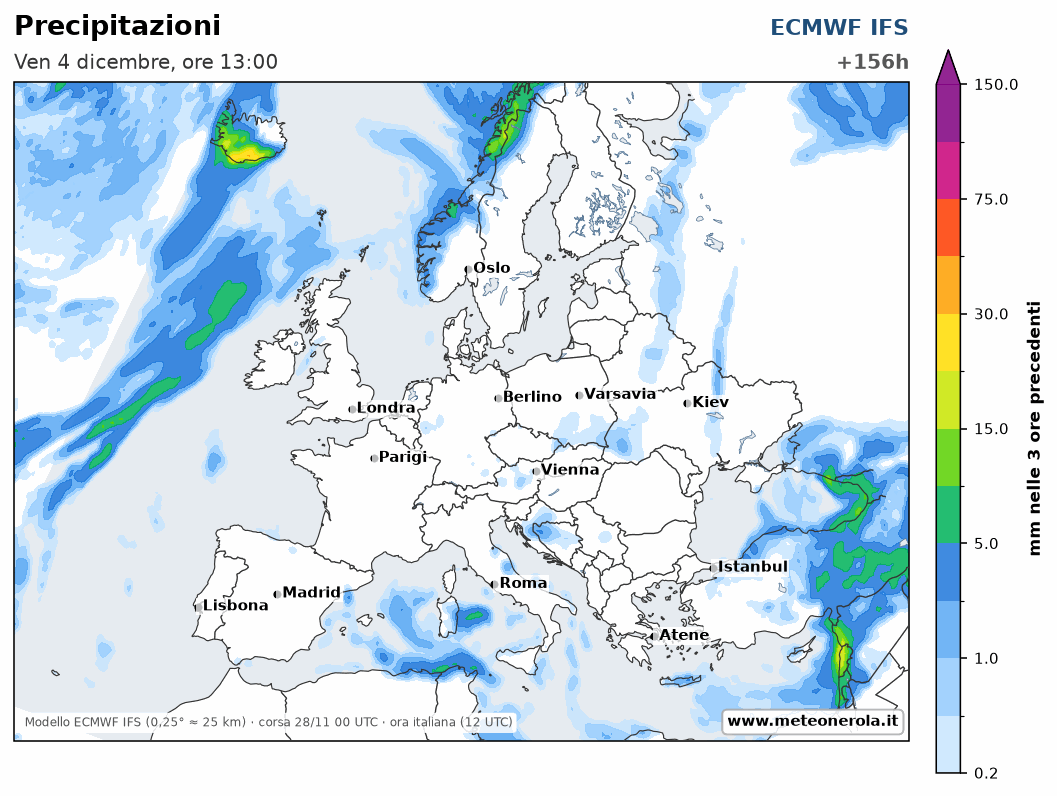 Precipitazioni
ECMWF IFS
Ven 4 dicembre, ore 13:00
+156h
150.0
75.0
30.0
15.0
5.0
1.0
0.2
mm nelle 3 ore precedenti
Oslo
Berlino
Varsavia
Kiev
Londra
Parigi
Vienna
Istanbul
Roma
Madrid
Lisbona
Atene
Modello ECMWF IFS (0,25° ≈ 25 km) · corsa 28/11 00 UTC · ora italiana (12 UTC)
www.meteonerola.it